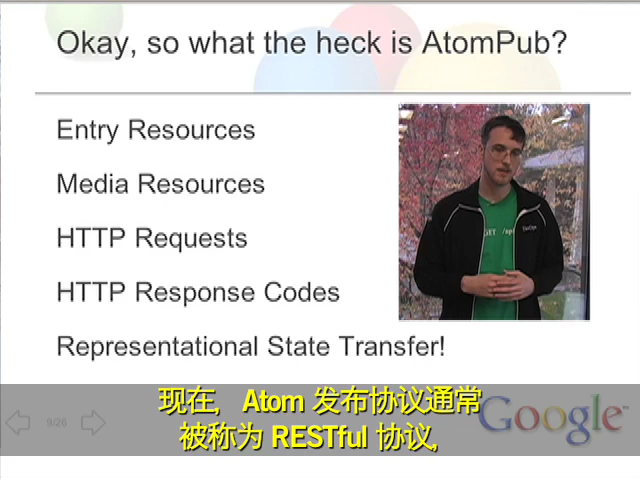 Okay, so what the heck is AtomPub?
Entry Resources
Media Resources
HTTP Requests
HTTP Response Codes
Representational State Transfer!
现在, Atom 发布协议通常
被称为 RESTful 协议,
9/26
Google